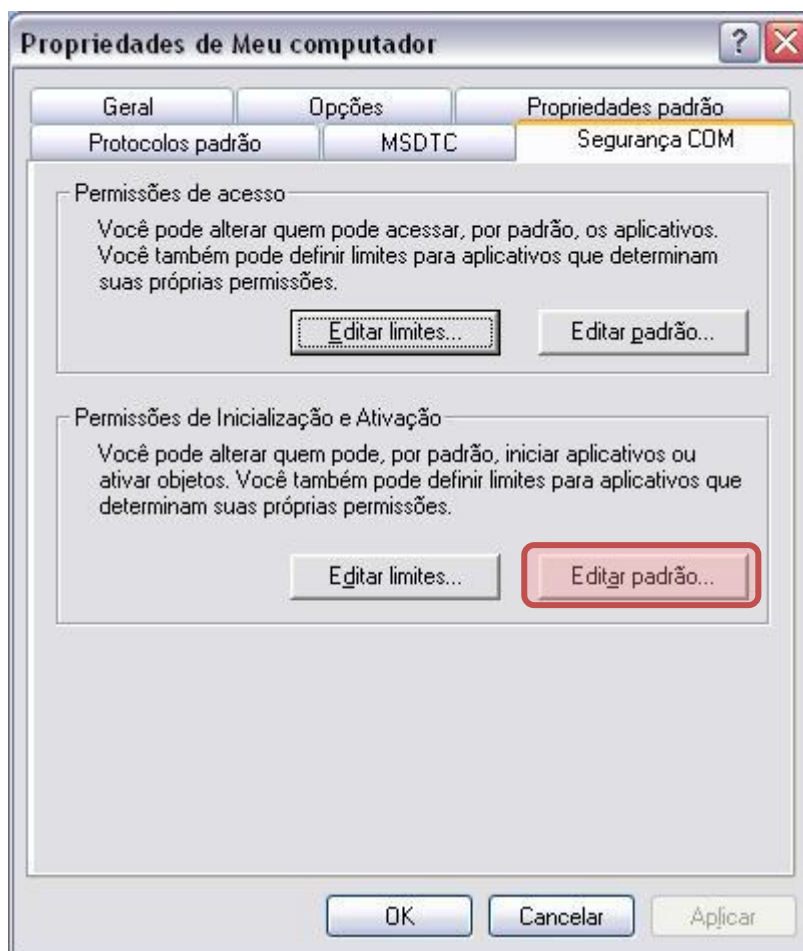 Propriedades de Meu computador
?
Geral Opções Propriedades padrão
Protocolos padrão MSDTC Segurança COM
Permissões de acesso
Você pode alterar quem pode acessar, por padrão, os aplicativos.
Você também pode definir limites para aplicativos que determinam
suas próprias permissões.
Editar limites... Editar padrão...
Permissões de Inicialização e Ativação
Você pode alterar quem pode, por padrão, iniciar aplicativos ou
ativar objetos. Você também pode definir limites para aplicativos que
determinam suas próprias permissões.
Editar limites... Editar padrão...
OK Cancelar Aplicar